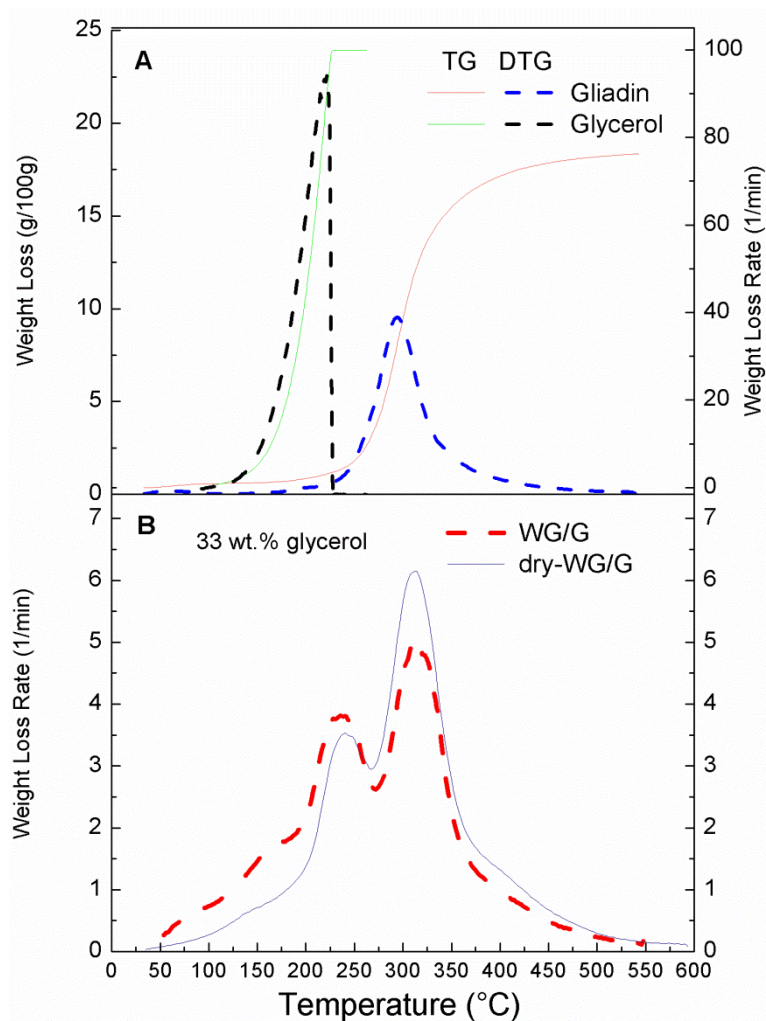 A
TG DTG
Gliadin
Glycerol
Weight Loss (g/100g)
25
20
15
10
5
0
Weight Loss Rate (1/min)
100
80
60
40
20
0
B
33 wt.% glycerol
WG/G
dry-WG/G
Weight Loss Rate (1/min)
7
6
5
4
3
2
1
0
7
6
5
4
3
2
1
0
0 50 100 150 200 250 300 350 400 450 500 550 600
Temperature (°C)